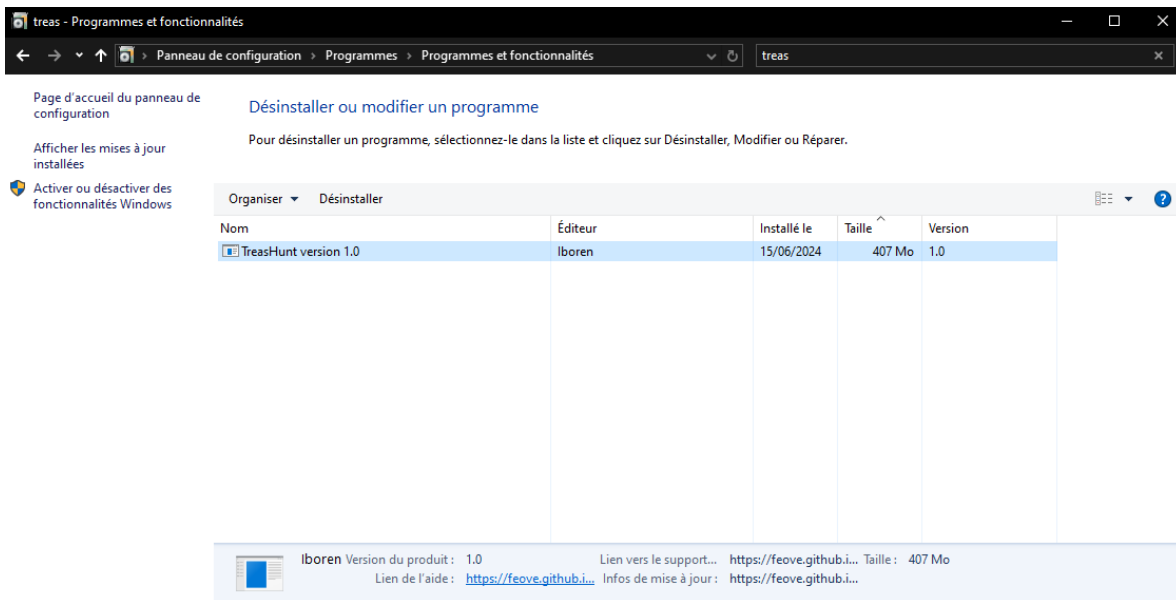 treas - Programmes et fonctionnalités
Panneau de configuration > Programmes > Programmes et fonctionnalités
treas
Page d'accueil du panneau de
configuration
Afficher les mises à jour
installées
Activer ou désactiver des
fonctionnalités Windows
Désinstaller ou modifier un programme
Pour désinstaller un programme, sélectionnez-le dans la liste et cliquez sur Désinstaller, Modifier ou Réparer.
Organiser Désinstaller
Nom Éditeur Installé le Taille Version
TreasHunt version 1.0 Iboren 15/06/2024 407 Mo 1.0
Iboren Version du produit : 1.0 Lien vers le support... https://feove.github.i... Taille : 407 Mo
Lien de l'aide : https://feove.github.i... Infos de mise à jour : https://feove.github.i...